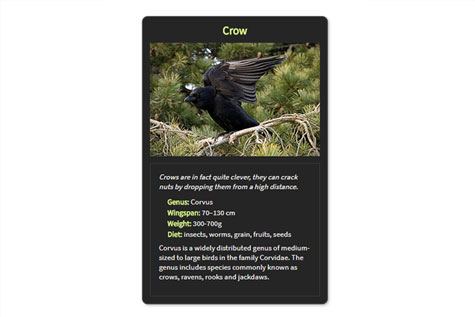 Crow
Crows are in fact quite clever, they can crack
nuts by dropping them from a high distance.
Genus: Corvus
Wingspan: 70–130 cm
Weight: 300-700g
Diet: insects, worms, grain, fruits, seeds
Corvus is a widely distributed genus of medium-
sized to large birds in the family Corvidae. The
genus includes species commonly known as
crows, ravens, rooks and jackdaws.